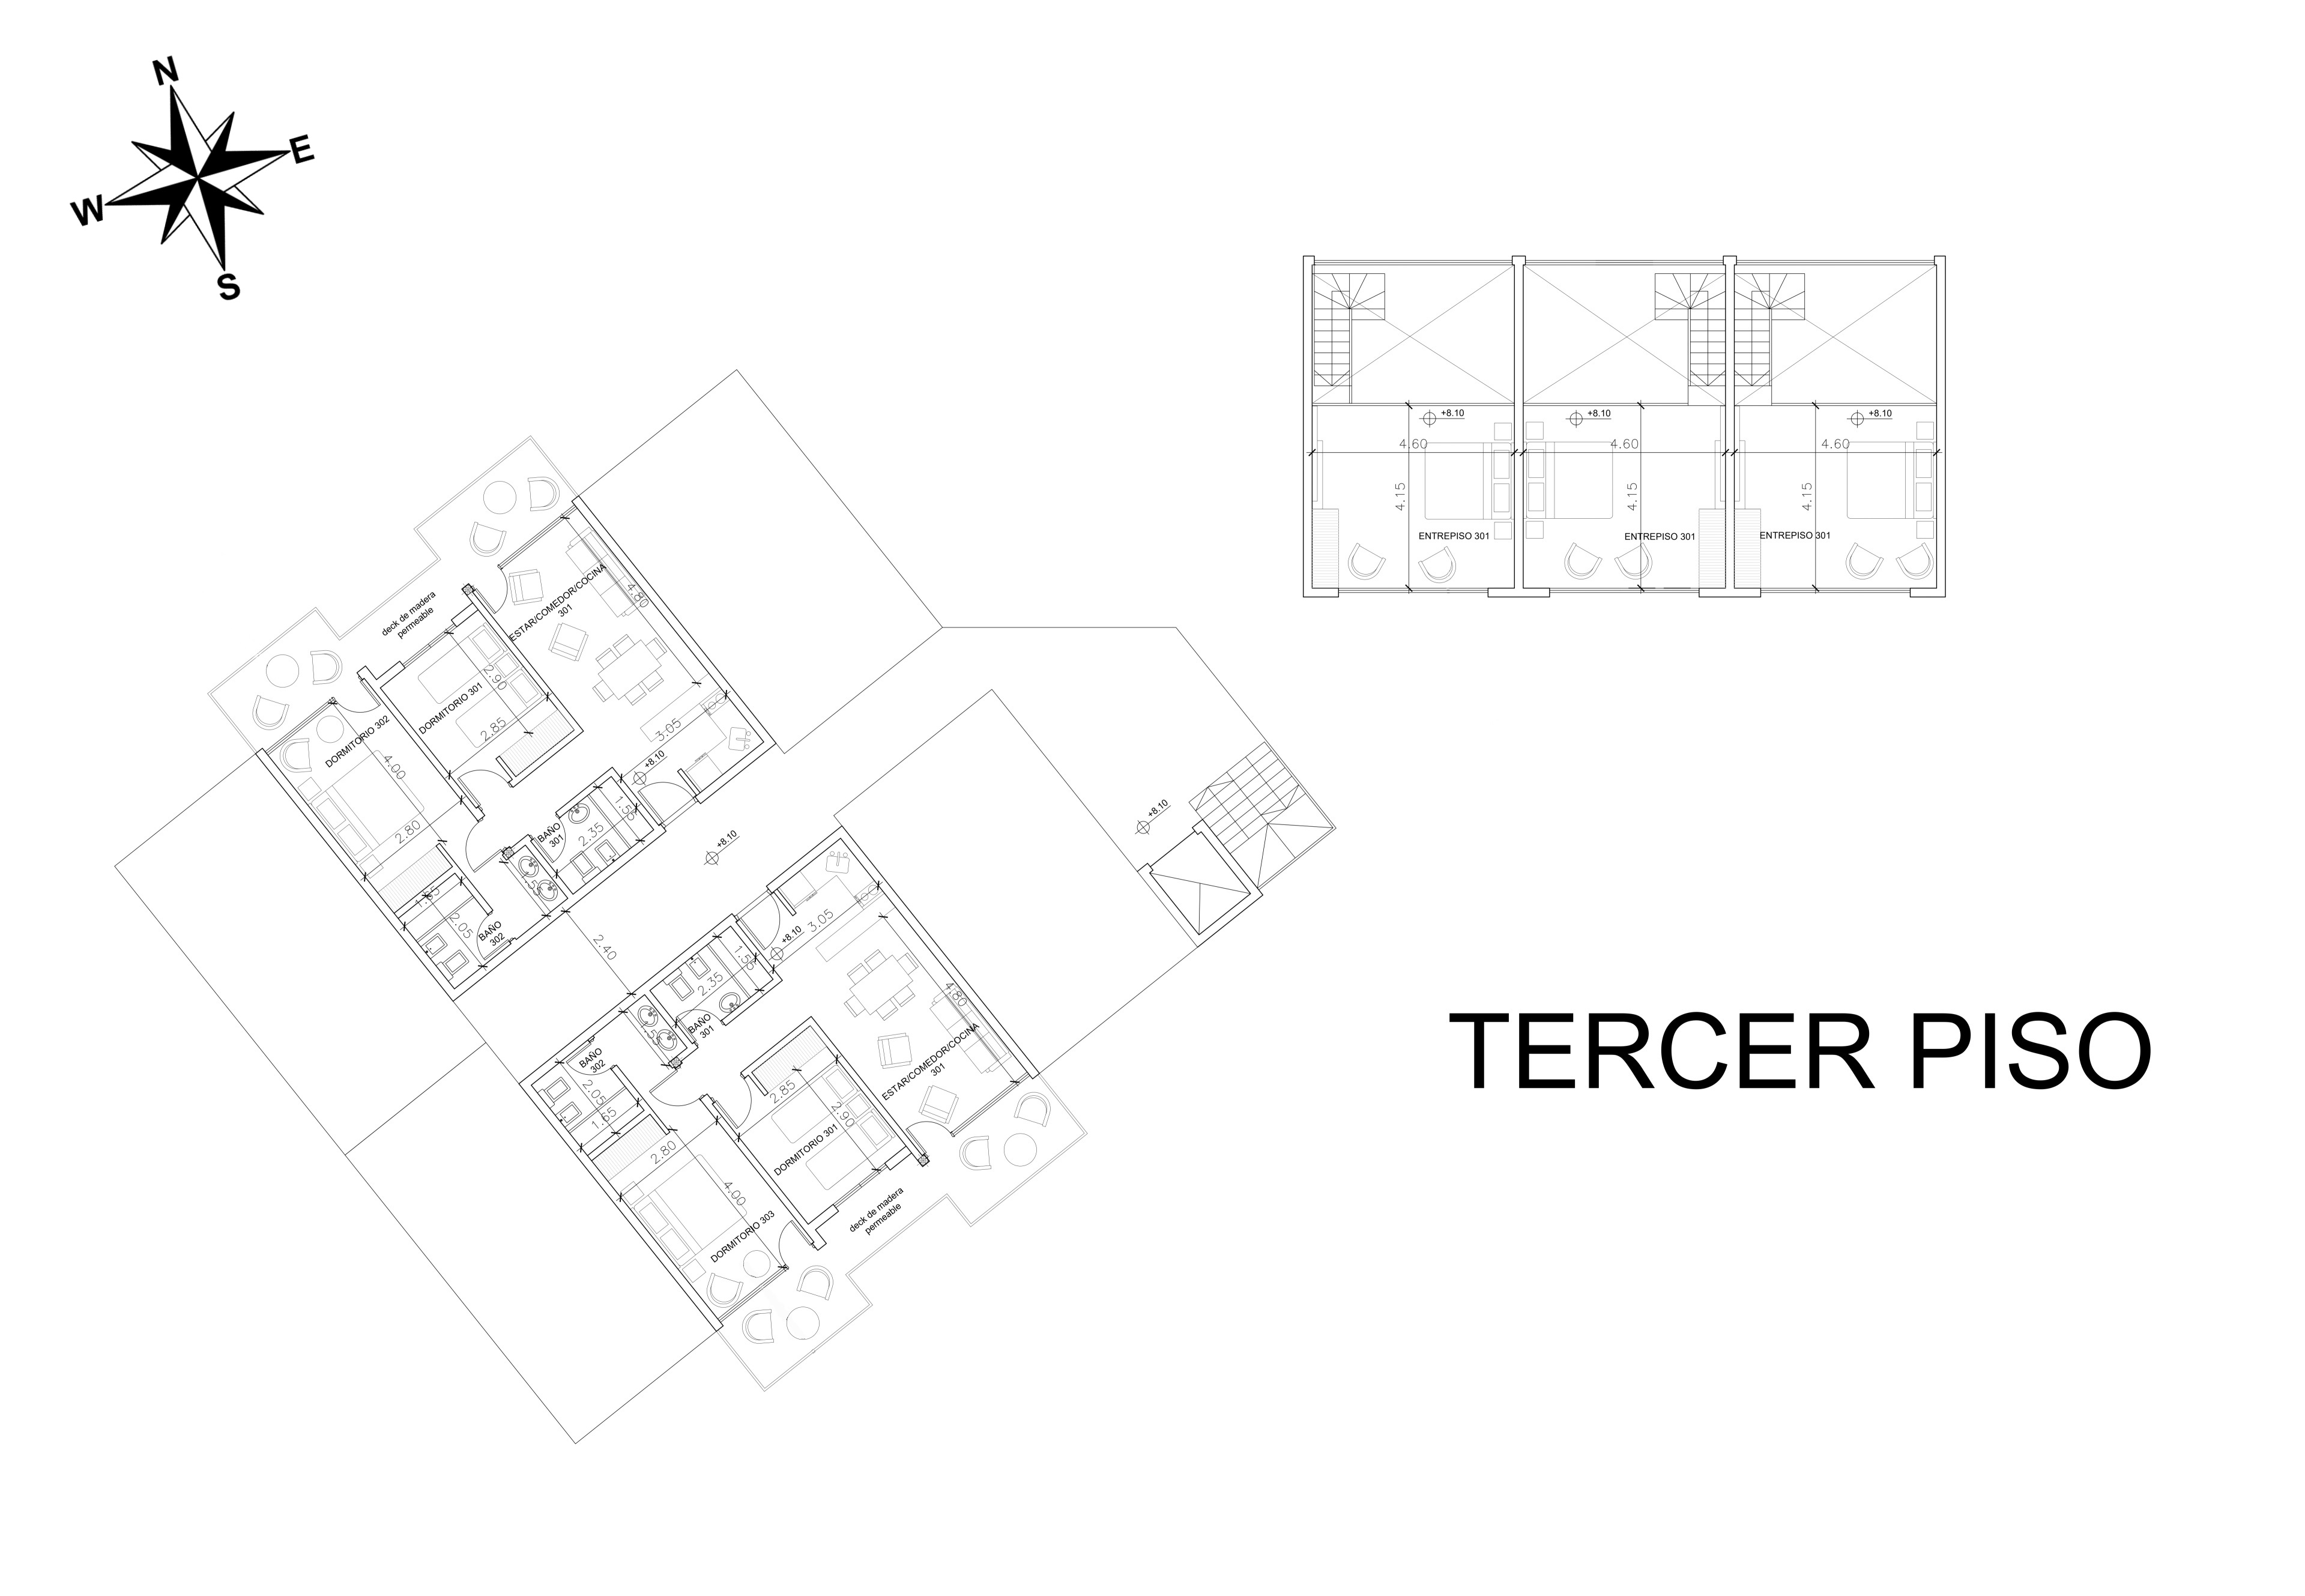 N
E
W
S
+8.10
+8.10
+8.10
4.60
4.60
4.60
4.15
4.15
4.15
ENTREPISO 301
ENTREPISO 301
ENTREPISO 301
deck de madera
permeable
ESTAR/COMEDOR/COCINA
301
4.80
DORMITORIO 301
2.90
2.85
DORMITORIO 302
4.00
2.80
3.05
+8.10
BAÑO
301
1.55
2.35
1.65
2.05
BAÑO
302
1.55
+8.10
+8.10
2.40
3.05
+8.10
1.55
2.35
BAÑO
301
1.55
BAÑO
302
2.05
1.65
4.80
ESTAR/COMEDOR/COCINA
301
2.85
2.90
DORMITORIO 301
2.80
4.00
DORMITORIO 303
deck de madera
permeable
TERCER PISO